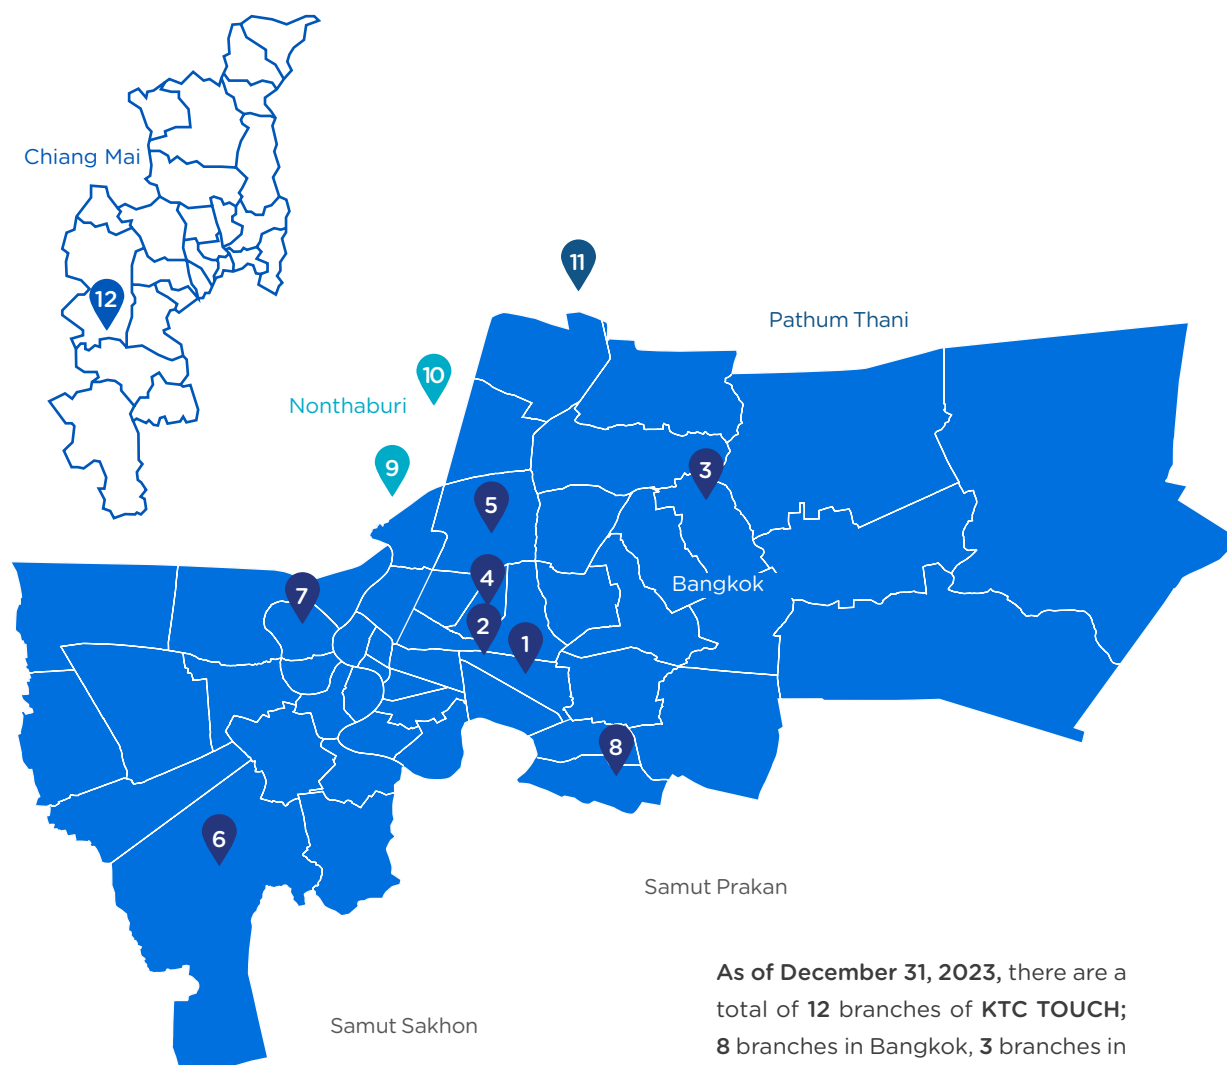 Chiang Mai
12
11
Pathum Thani
10
Nonthaburi
9
3
5
4
Bangkok
7
2
1
8
6
Samut Prakan
As of December 31, 2023, there are a
total of 12 branches of KTC TOUCH;
8 branches in Bangkok, 3 branches in
Samut Sakhon